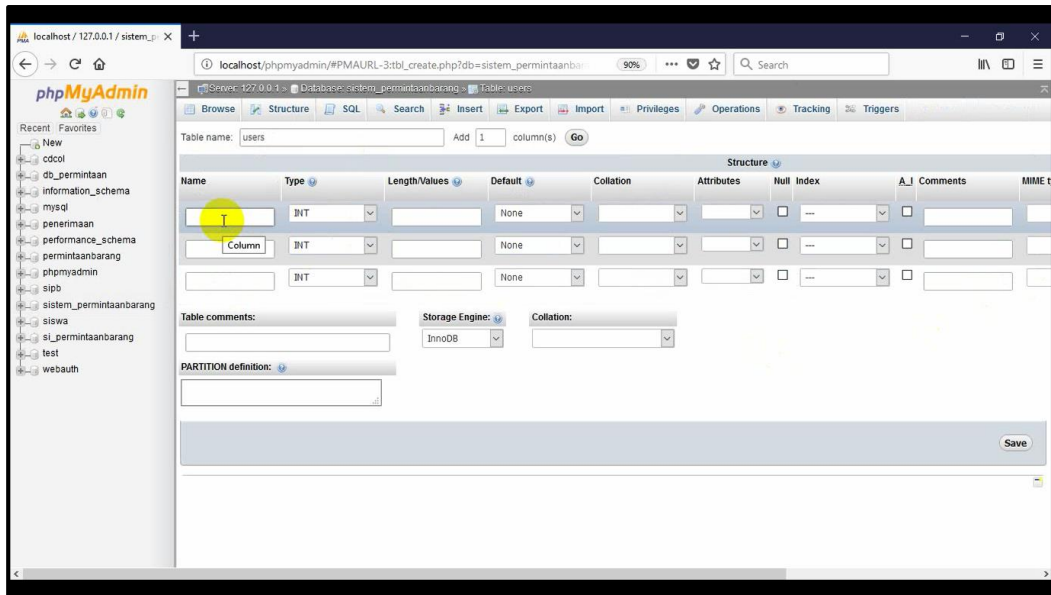 localhost / 127.0.0.1 / sistem_p
localhost/phpmyadmin/#PMAURL-3:tbl_create.php?db=sistem_permintaanbar
90%
Search
phpMyAdmin
Recent Favorites
New
cdcol
db_permintaan
information_schema
mysql
penerimaan
performance_schema
permintaanbarang
phpmyadmin
sipb
sistem_permintaanbarang
siswa
si_permintaanbarang
test
webauth
Server: 127.0.0.1 » Database: sistem_permintaanbarang » Table: users
Browse Structure SQL Search Insert Export Import Privileges Operations Tracking Triggers
Table name: users Add 1 column(s) Go
Structure
Name Type Length/Values Default Collation Attributes Null Index A_I Comments MIME t
INT None ---
Column INT None ---
INT None ---
Table comments: Storage Engine: Collation:
InnoDB
PARTITION definition:
Save